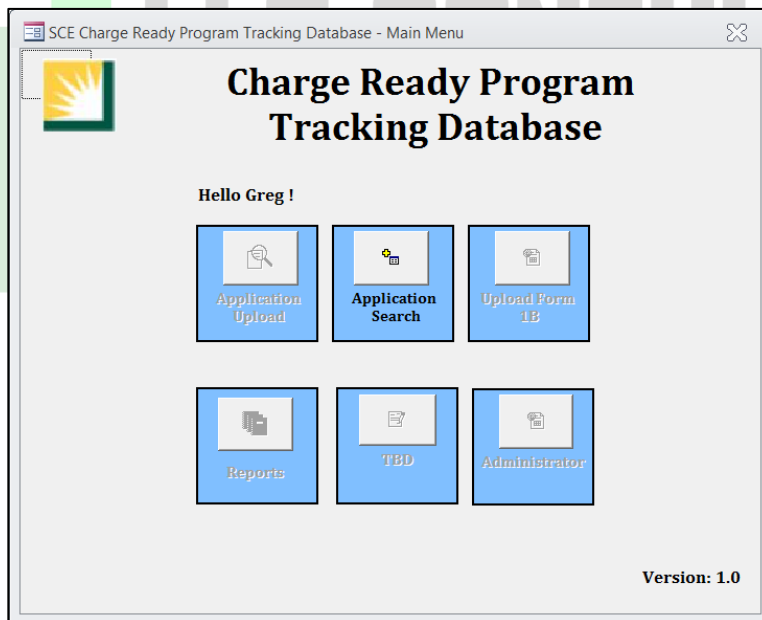 SCE Charge Ready Program Tracking Database - Main Menu
Charge Ready Program
Tracking Database
Hello Greg !
Application
Upload
Application
Search
Upload Form
1B
Reports
TBD
Administrator
Version: 1.0